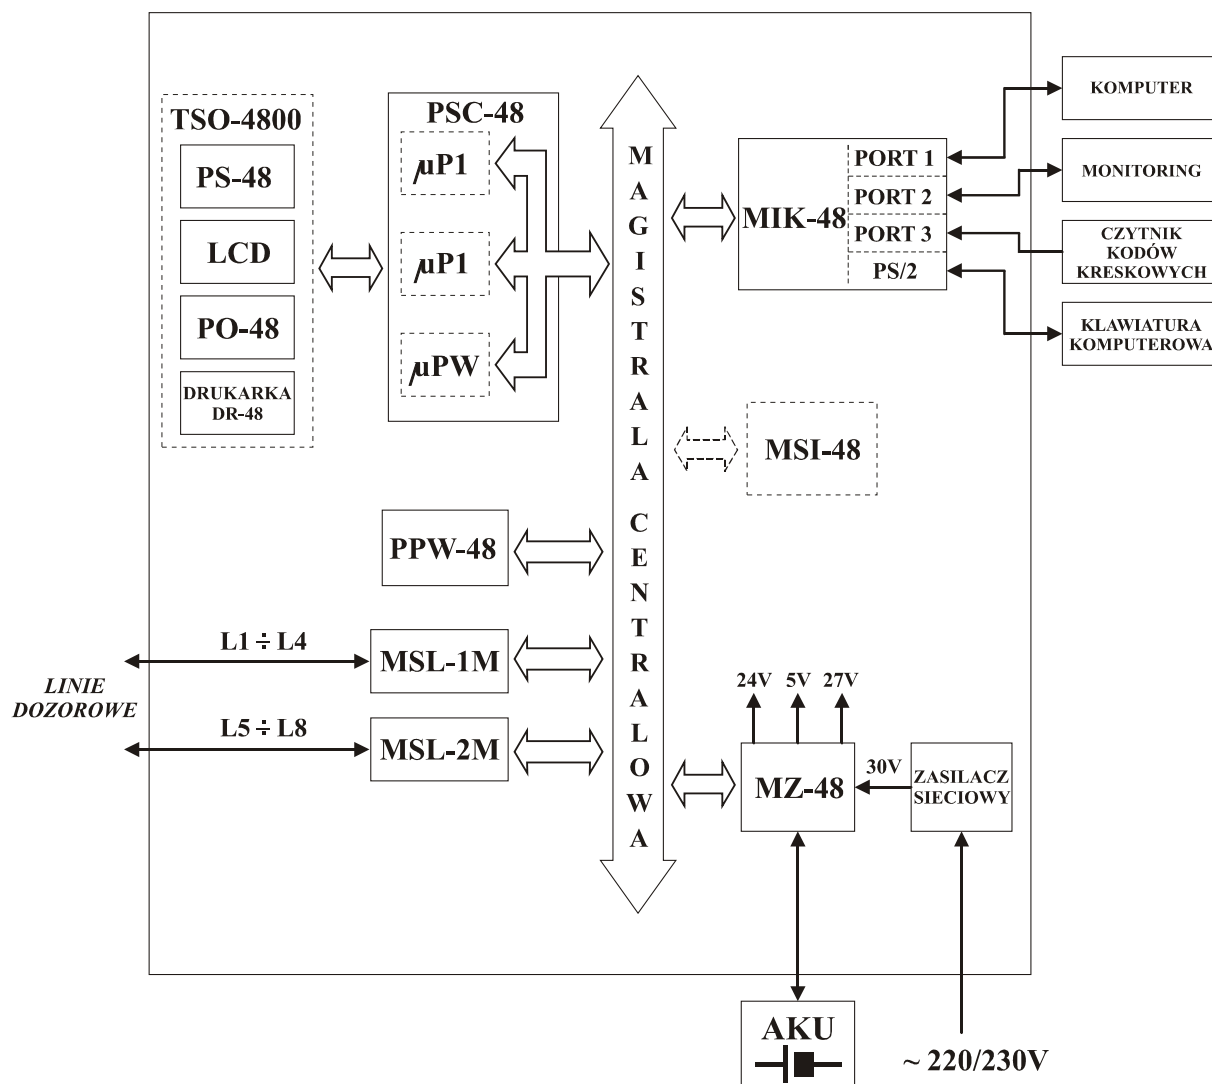 TSO-4800
PS-48
LCD
PO-48
DRUKARKA
DR-48
PSC-48
µP1
µP1
µPW
MAGISTRALA CENTRALOWA
MIK-48
PORT 1
PORT 2
PORT 3
PS/2
KOMPUTER
MONITORING
CZYTNIK
KODÓW
KRESKOWYCH
KLAWIATURA
KOMPUTEROWA
MSI-48
PPW-48
L1 ÷ L4
MSL-1M
LINIE
DOZOROWE
L5 ÷ L8
MSL-2M
24V 5V 27V
MZ-48
30V
ZASILACZ
SIECIOWY
AKU
~ 220/230V